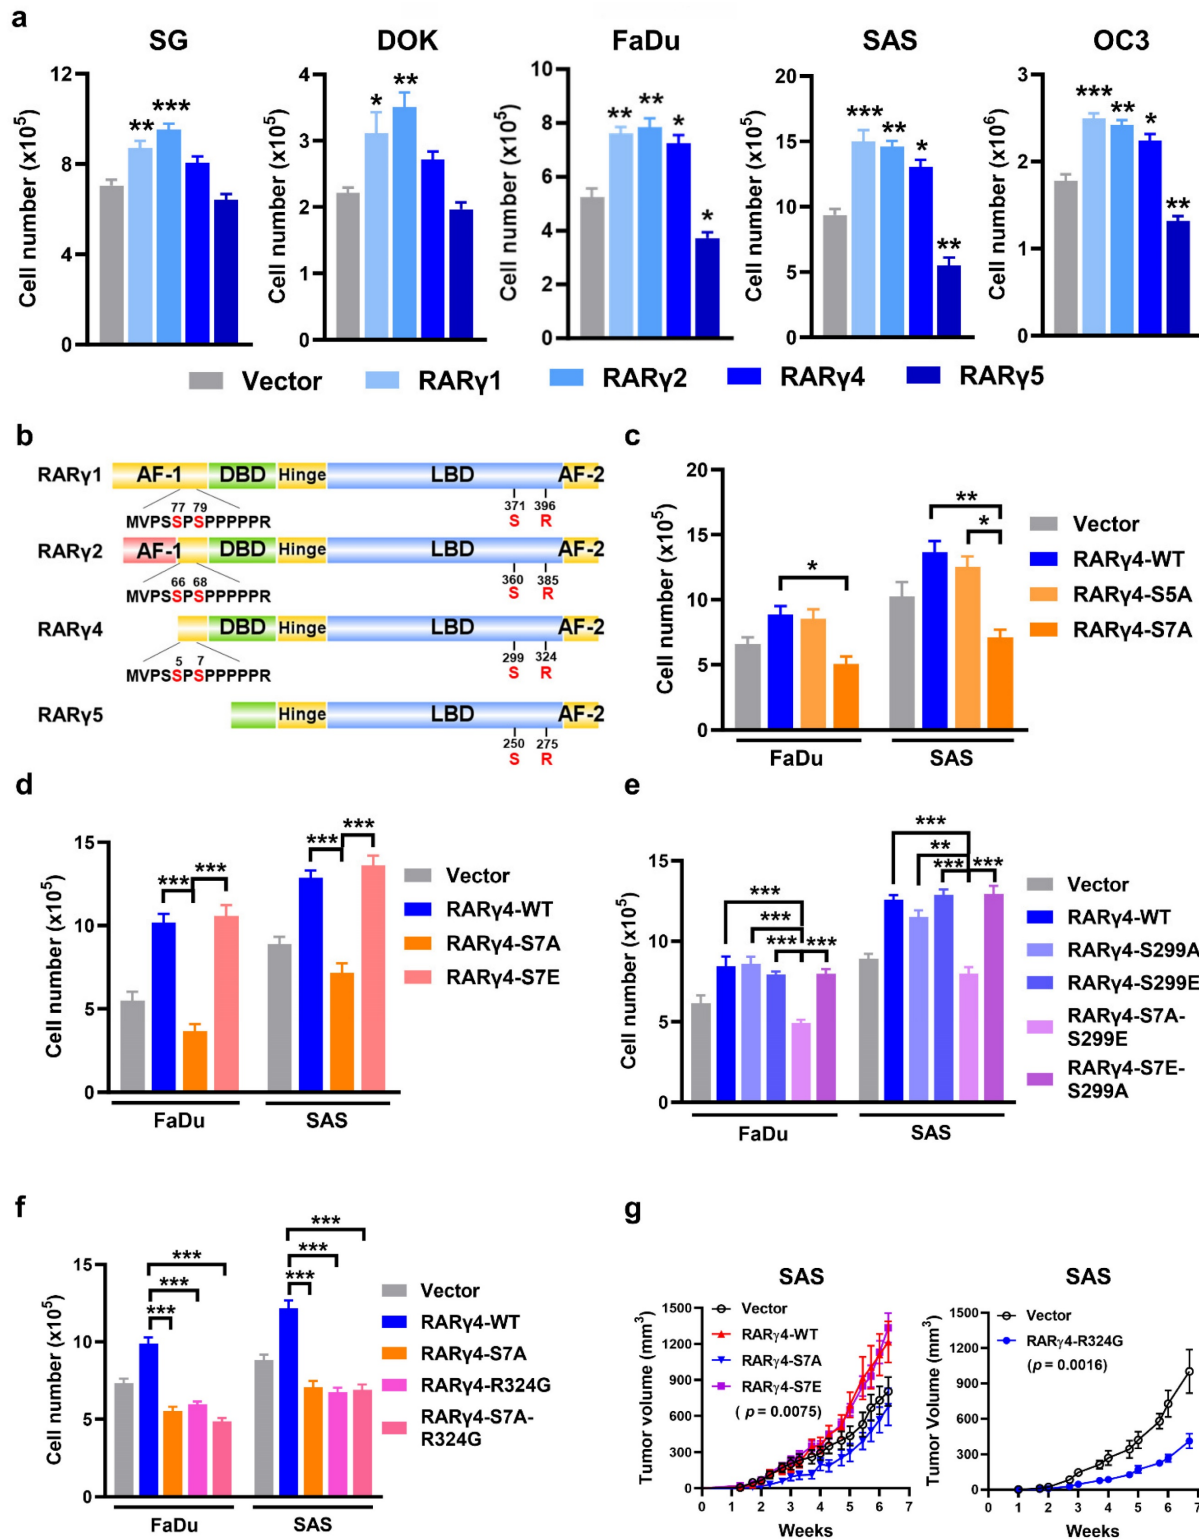 a
SG
DOK
FaDu
SAS
OC3
Cell number (x10⁵)
12
8
4
0
**
***
Cell number (x10⁵)
4
3
2
1
0
*
**
Cell number (x10⁵)
10
8
6
4
2
0
**
**
*
*
Cell number (x10⁵)
20
15
10
5
0
***
**
*
**
Cell number (x10⁶)
3
2
1
0
***
**
*
**
Vector RARγ1 RARγ2 RARγ4 RARγ5
b
RARγ1 AF-1 DBD Hinge LBD AF-2
77 79 371 396
MVPSSPSPPPPPR S R
RARγ2 AF-1 DBD Hinge LBD AF-2
66 68 360 385
MVPSSPSPPPPPR S R
RARγ4 DBD Hinge LBD AF-2
5 7 299 324
MVPSSPSPPPPPR S R
RARγ5 Hinge LBD AF-2
250 275
S R
c
Cell number (x10⁵)
20
15
10
5
0
*
**
*
FaDu SAS
Vector
RARγ4-WT
RARγ4-S5A
RARγ4-S7A
d
Cell number (x10⁵)
15
10
5
0
*** ***
*** ***
FaDu SAS
Vector
RARγ4-WT
RARγ4-S7A
RARγ4-S7E
e
Cell number (x10⁵)
15
10
5
0
***
***
*** ***
***
**
*** ***
FaDu SAS
Vector
RARγ4-WT
RARγ4-S299A
RARγ4-S299E
RARγ4-S7A-
S299E
RARγ4-S7E-
S299A
f
Cell number (x10⁵)
15
10
5
0
***
***
***
***
***
***
FaDu SAS
Vector
RARγ4-WT
RARγ4-S7A
RARγ4-R324G
RARγ4-S7A-
R324G
g
SAS
Tumor volume (mm³)
1500
1200
900
600
300
0
Vector
RARγ4-WT
RARγ4-S7A
RARγ4-S7E
( p = 0.0075)
0 1 2 3 4 5 6 7
Weeks
SAS
Tumor Volume (mm³)
1500
1200
900
600
300
0
Vector
RARγ4-R324G
(p = 0.0016)
0 1 2 3 4 5 6 7
Weeks